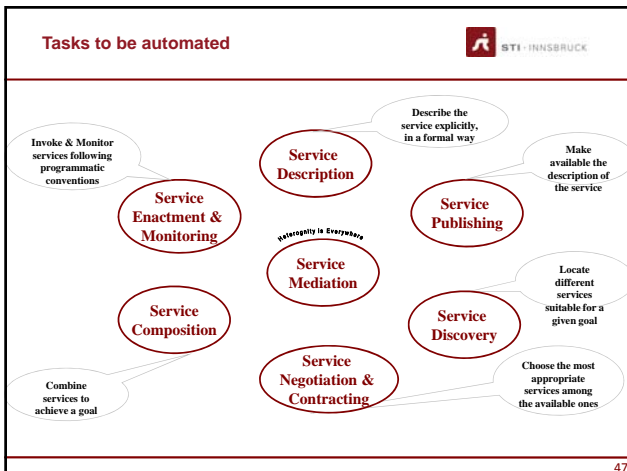 Tasks to be automated
STI · INNSBRUCK
Describe the
service explicitly,
in a formal way
Invoke & Monitor
services following
programmatic
conventions
Service
Description
Make
available the
description of
the service
Service
Enactment &
Monitoring
Service
Publishing
Heterognity is Everywhere
Service
Mediation
Locate
different
services
suitable for a
given goal
Service
Composition
Service
Discovery
Service
Negotiation &
Contracting
Choose the most
appropriate
services among
the available ones
Combine
services to
achieve a goal
47